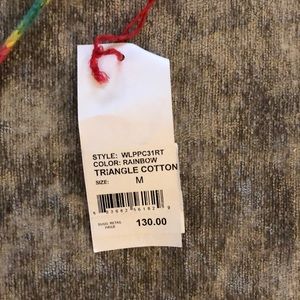 STYLE: WLPPC31RT
COLOR: RAINBOW
TRIANGLE COTTON
SIZE: M
130.00